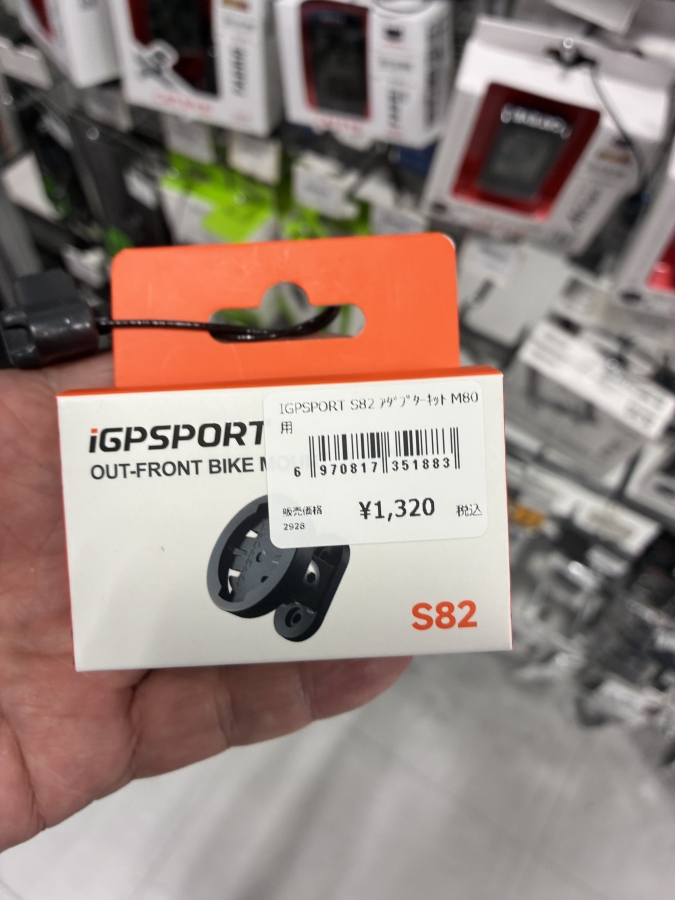 iGPSPORT
OUT-FRONT BIKE
IGPSPORT S82 ｱﾀﾞﾌﾟﾀｰｷｯﾄ M80
用
6 970817 351883
販売価格 ¥1,320 税込
2928
S82